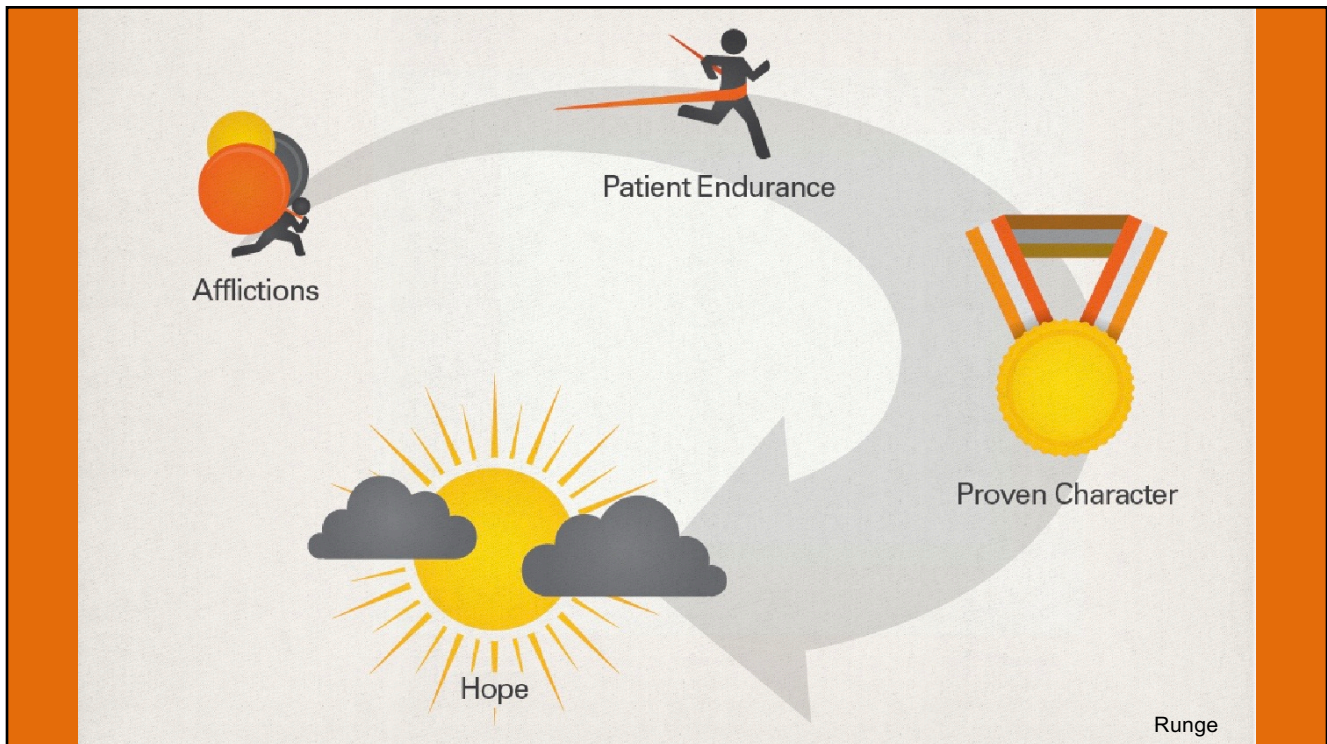 Afflictions
Patient Endurance
Proven Character
Hope
Runge